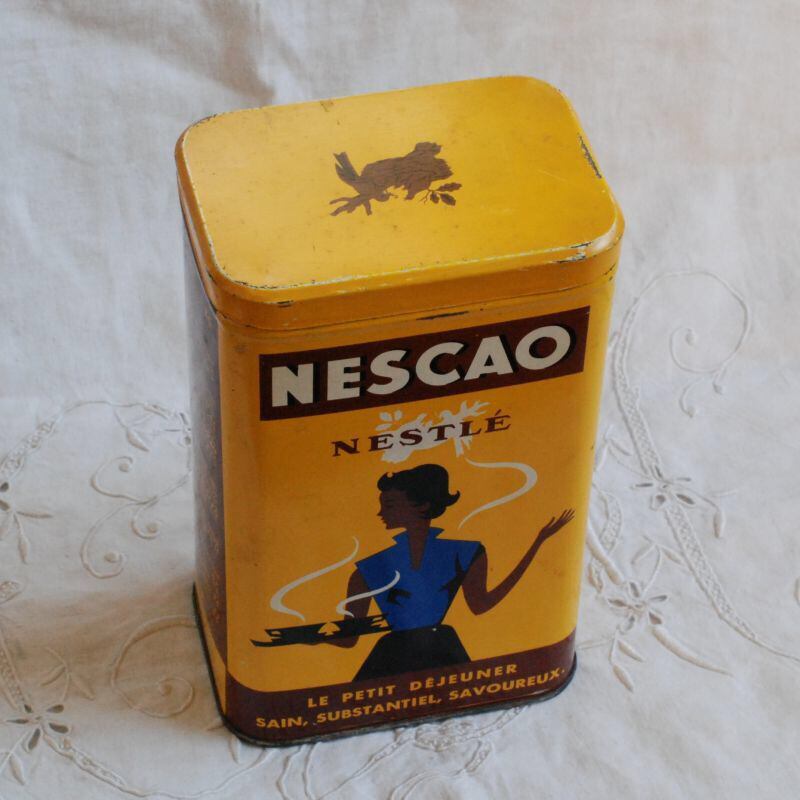 NESCAO
NESTLÉ
LE PETIT DÉJEUNER
SAIN, SUBSTANTIEL, SAVOUREUX.